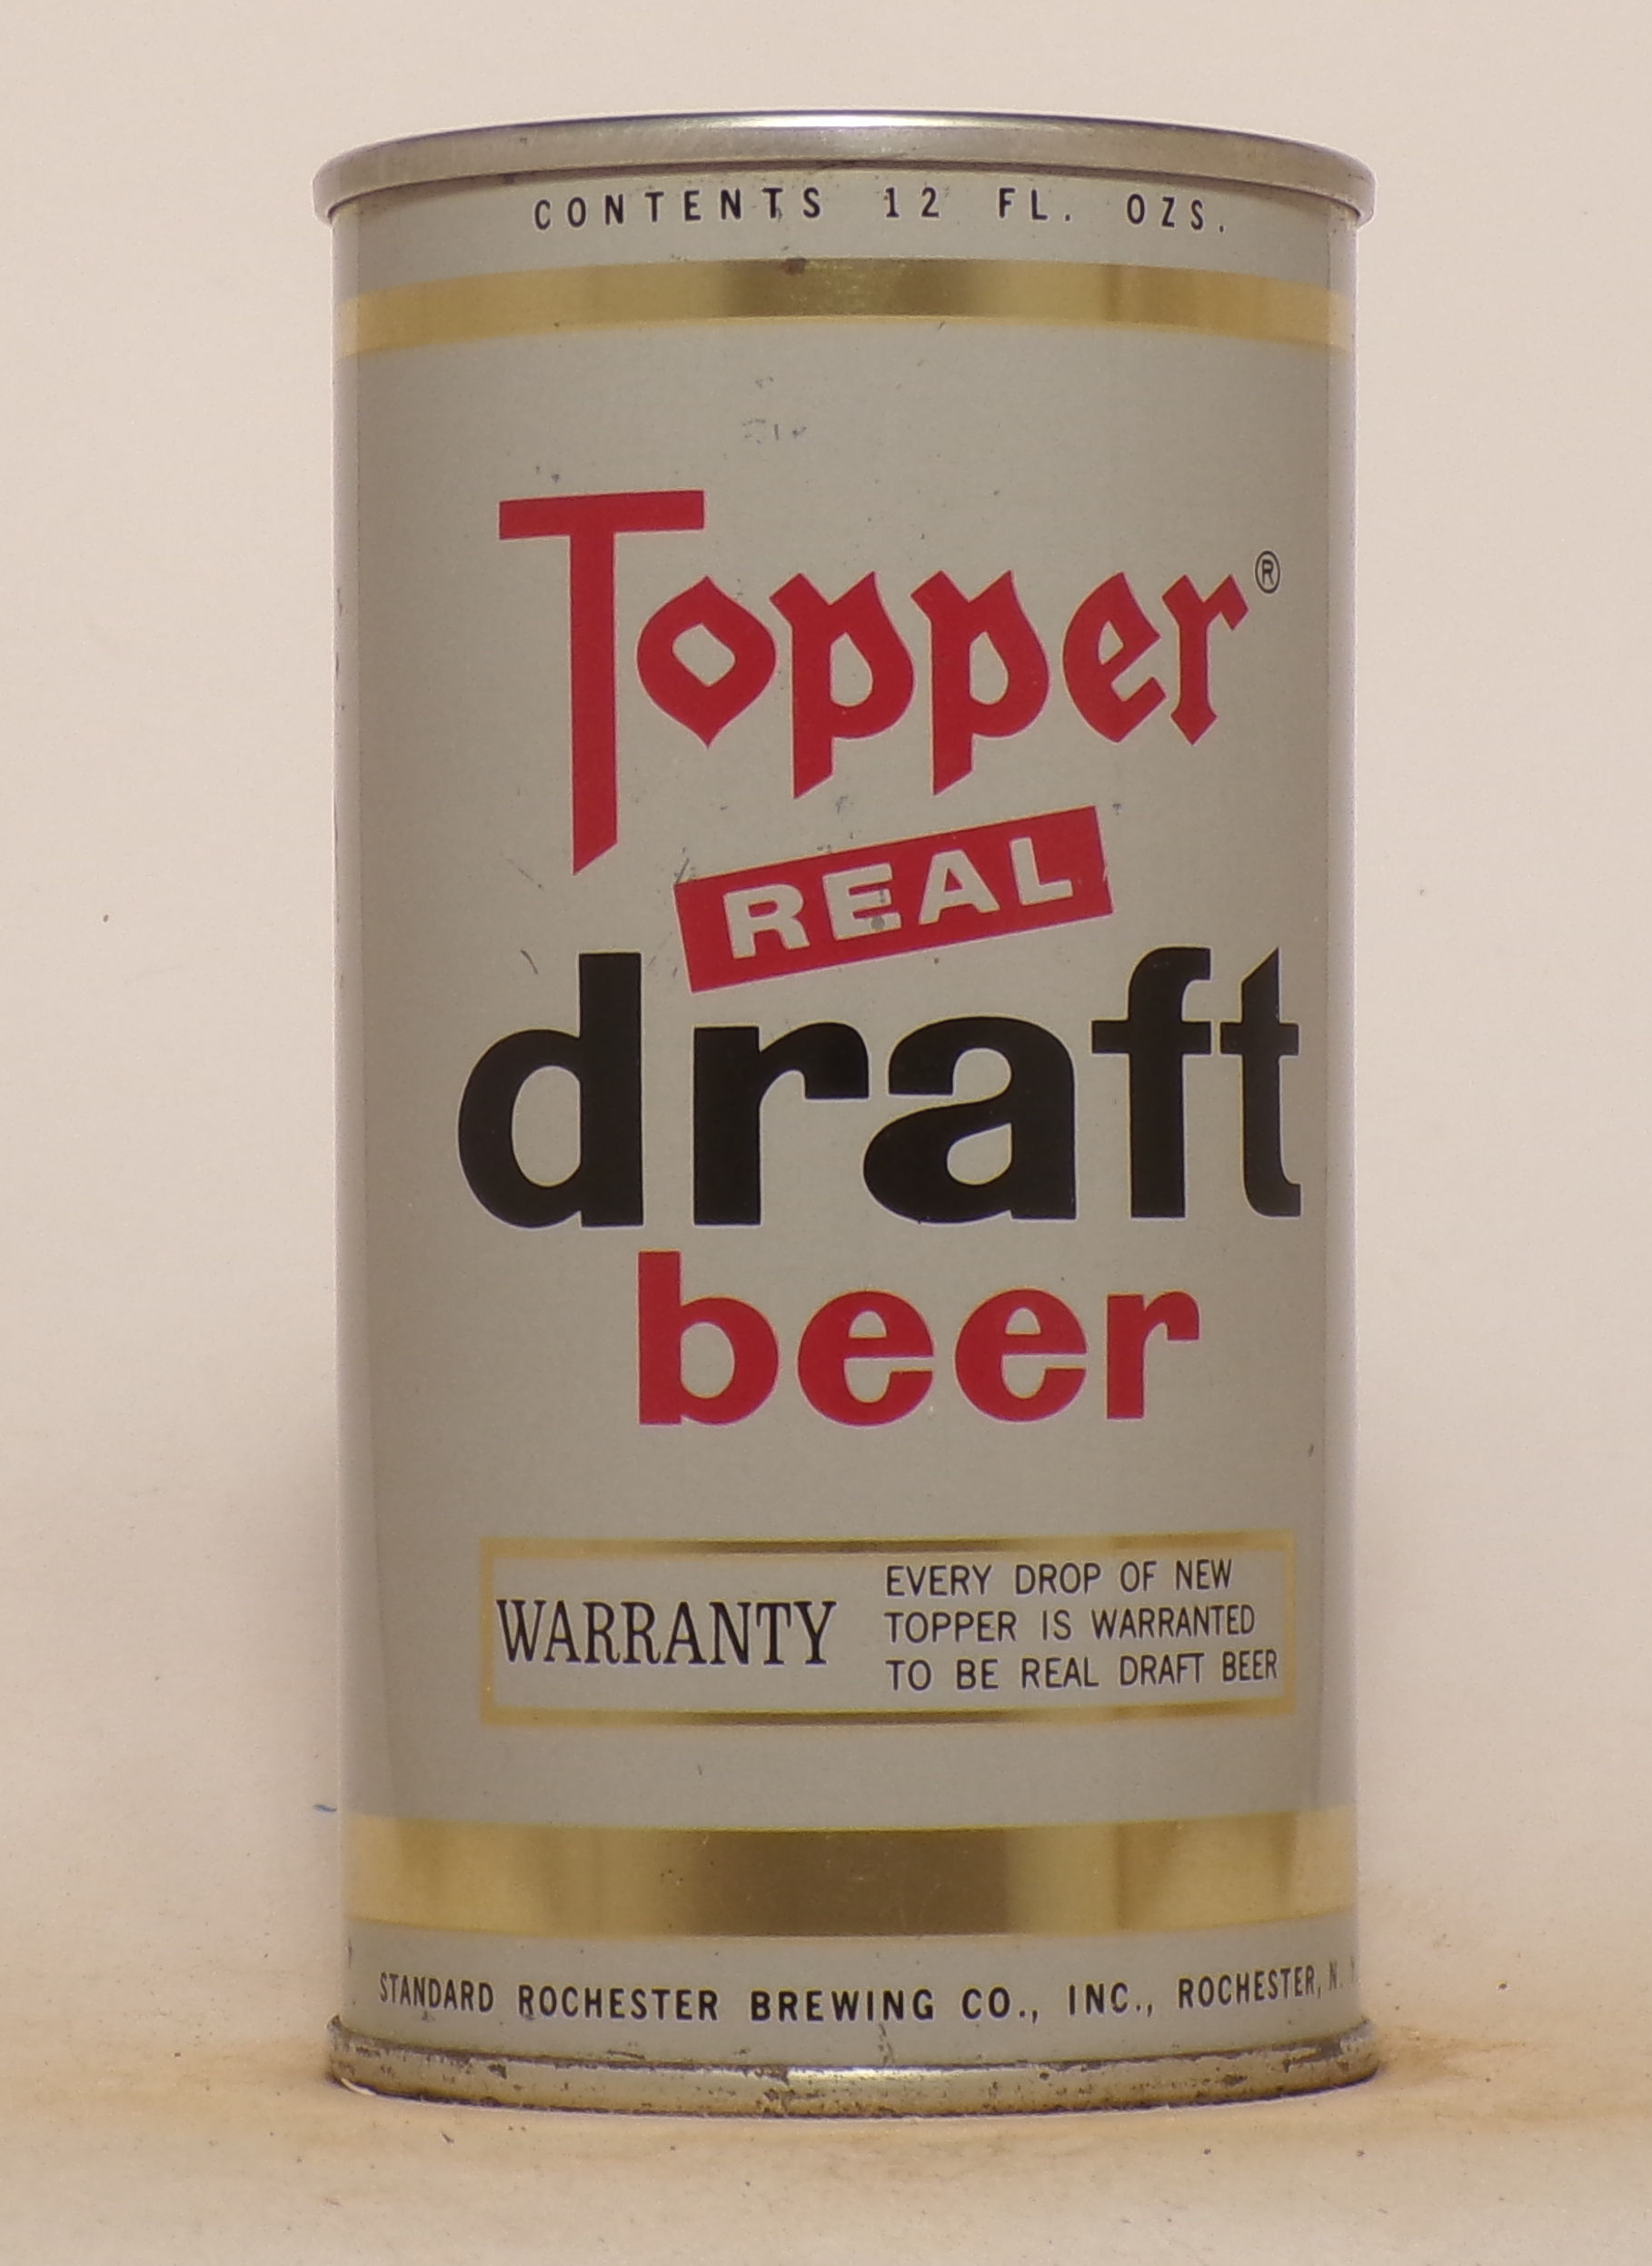 CONTENTS 12 FL. OZS.
Topper®
REAL
draft
beer
WARRANTY
EVERY DROP OF NEW
TOPPER IS WARRANTED
TO BE REAL DRAFT BEER
STANDARD ROCHESTER BREWING CO., INC., ROCHESTER, N.